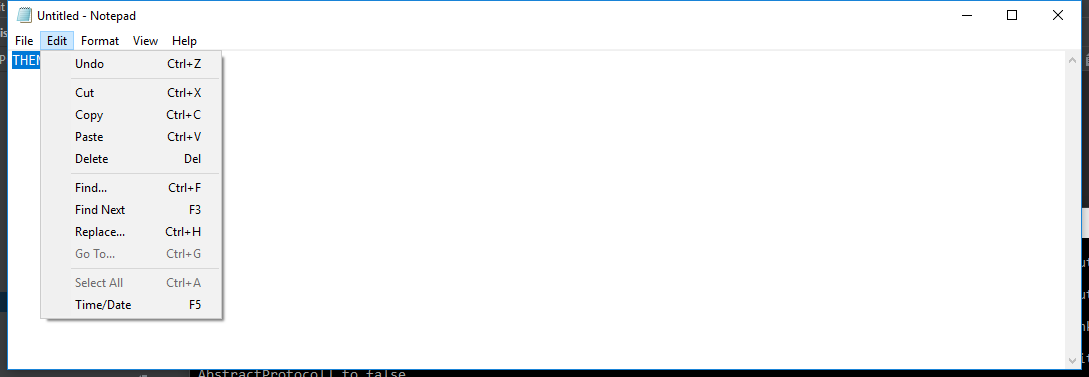 Untitled - Notepad
File Edit Format View Help
Undo Ctrl+Z
Cut Ctrl+X
Copy Ctrl+C
Paste Ctrl+V
Delete Del
Find... Ctrl+F
Find Next F3
Replace... Ctrl+H
Go To... Ctrl+G
Select All Ctrl+A
Time/Date F5
AbstractProtocol] to false